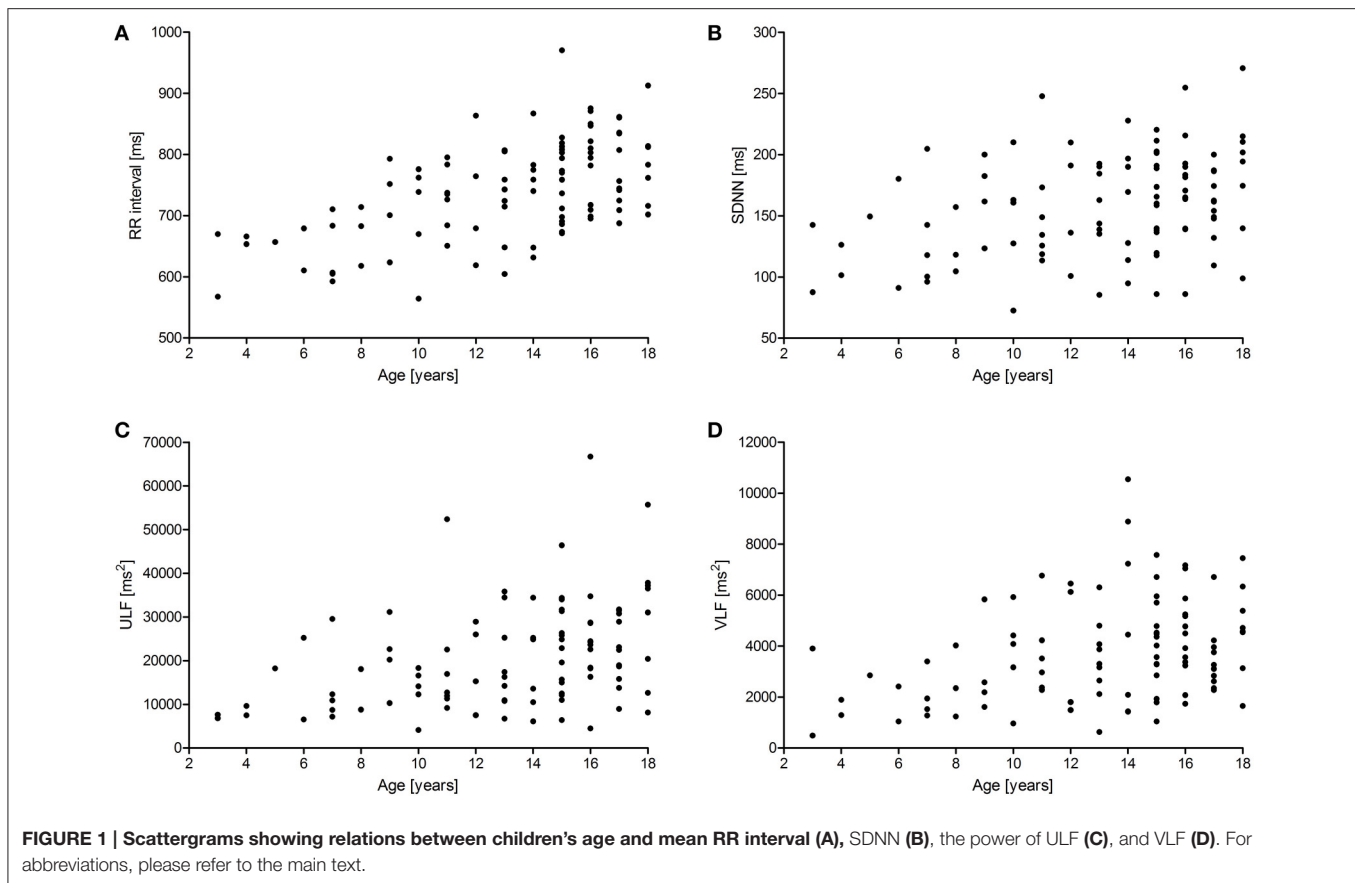 A
1000
900
800
700
600
500
RR interval [ms]
2 4 6 8 10 12 14 16 18
Age [years]
B
300
250
200
150
100
50
SDNN [ms]
2 4 6 8 10 12 14 16 18
Age [years]
C
70000
60000
50000
40000
30000
20000
10000
0
ULF [ms²]
2 4 6 8 10 12 14 16 18
Age [years]
D
12000
10000
8000
6000
4000
2000
0
VLF [ms²]
2 4 6 8 10 12 14 16 18
Age [years]
FIGURE 1 | Scattergrams showing relations between children's age and mean RR interval (A), SDNN (B), the power of ULF (C), and VLF (D). For
abbreviations, please refer to the main text.